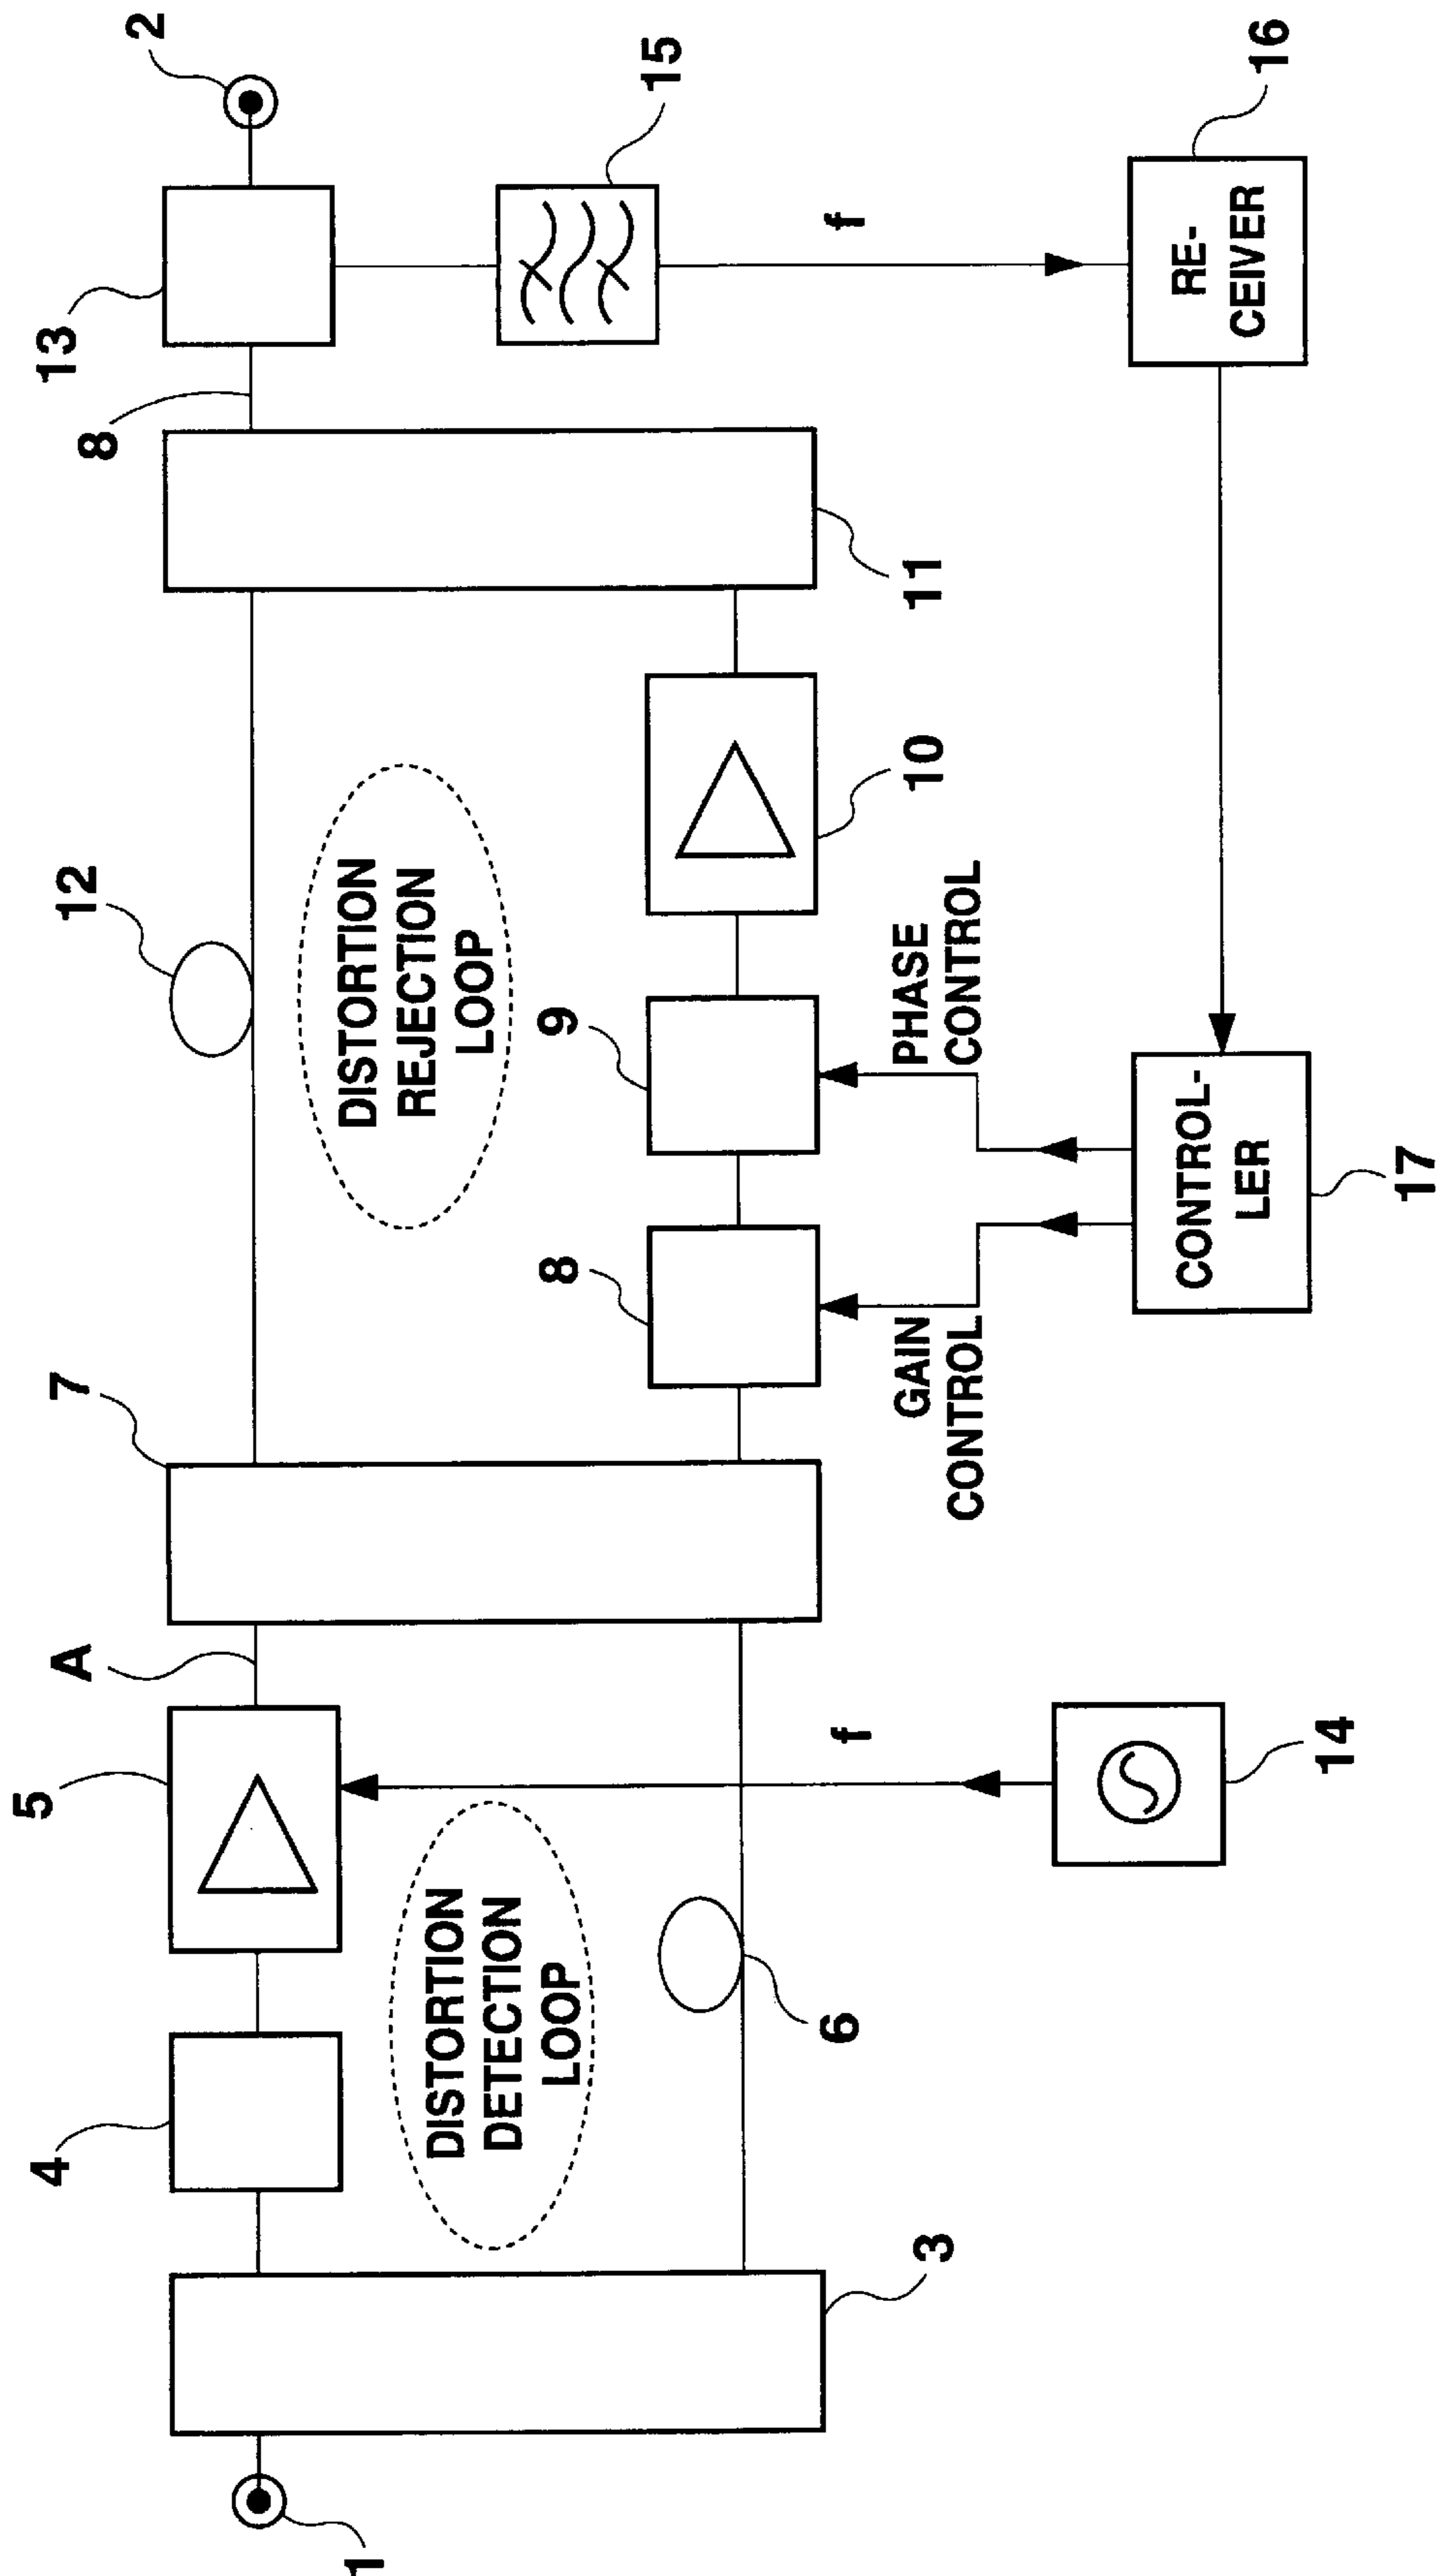 4
5
A
7
12
8
13
2
1
DISTORTION
DETECTION
LOOP
DISTORTION
REJECTION
LOOP
15
6
8
9
3
10
11
f
GAIN
CONTROL
PHASE
CONTROL
f
14
CONTROL-
LER
17
RE-
CEIVER
16